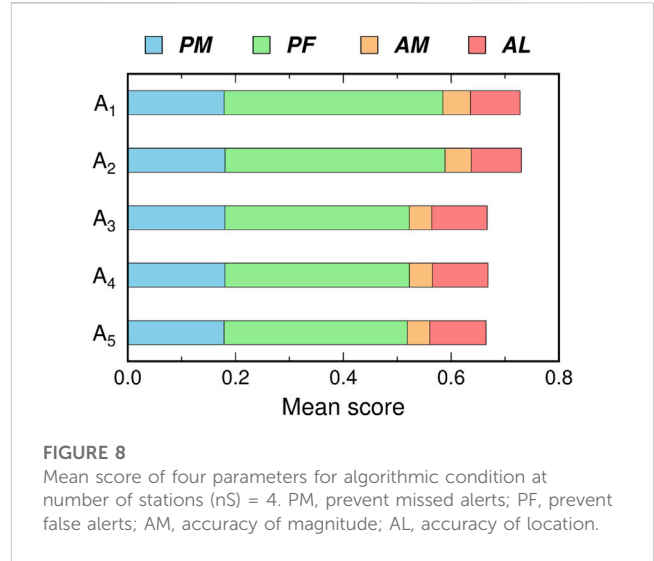 PM PF AM AL
A1
A2
A3
A4
A5
0.0 0.2 0.4 0.6 0.8
Mean score
FIGURE 8
Mean score of four parameters for algorithmic condition at
number of stations (nS) = 4. PM, prevent missed alerts; PF, prevent
false alerts; AM, accuracy of magnitude; AL, accuracy of location.